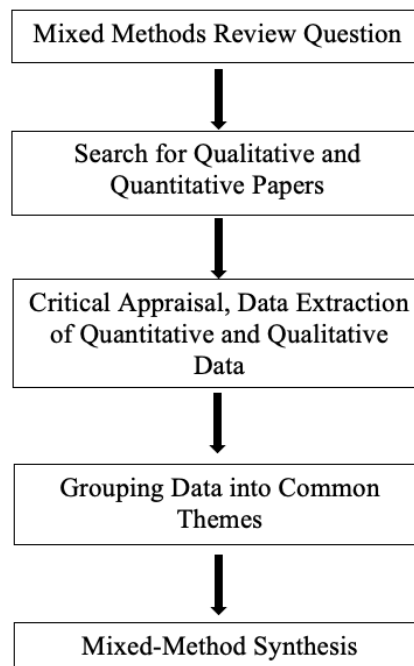 Mixed Methods Review Question
Search for Qualitative and
Quantitative Papers
Critical Appraisal, Data Extraction
of Quantitative and Qualitative
Data
Grouping Data into Common
Themes
Mixed-Method Synthesis